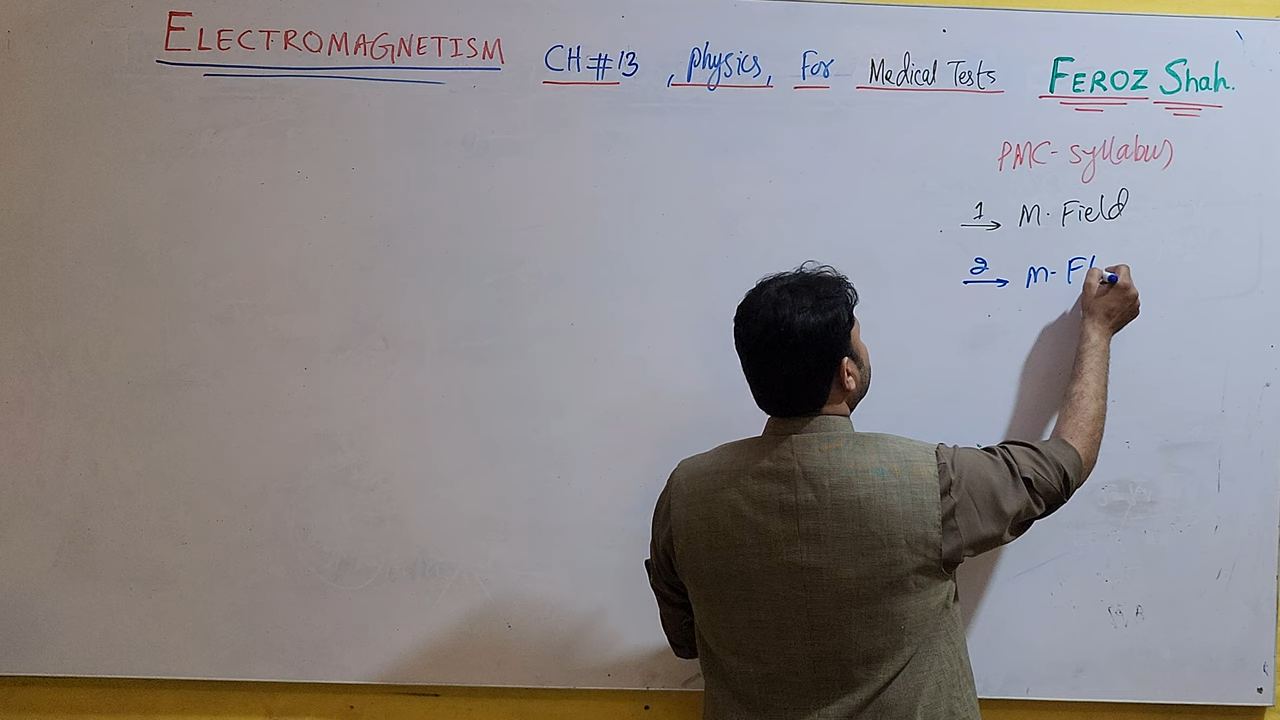 ELECTROMAGNETISM CH#13, Physics, For Medical Tests FEROZ Shah.
PMC-syllabus
1 M. Field
2 M-Fl